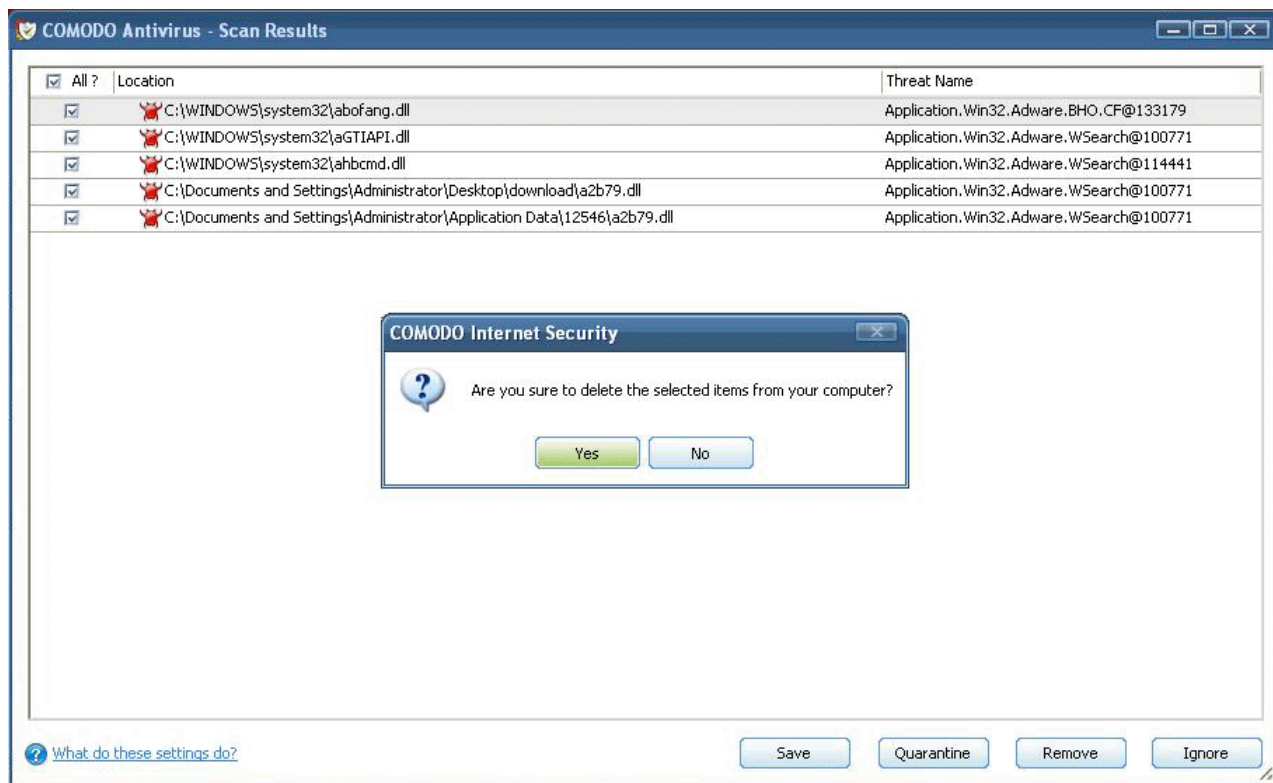 COMODO Antivirus - Scan Results
All ? Location Threat Name
C:\WINDOWS\system32\abofang.dll Application.Win32.Adware.BHO.CF@133179
C:\WINDOWS\system32\aGTIAPI.dll Application.Win32.Adware.WSearch@100771
C:\WINDOWS\system32\ahbcmd.dll Application.Win32.Adware.WSearch@114441
C:\Documents and Settings\Administrator\Desktop\download\a2b79.dll Application.Win32.Adware.WSearch@100771
C:\Documents and Settings\Administrator\Application Data\12546\a2b79.dll Application.Win32.Adware.WSearch@100771
COMODO Internet Security
Are you sure to delete the selected items from your computer?
Yes No
What do these settings do? Save Quarantine Remove Ignore